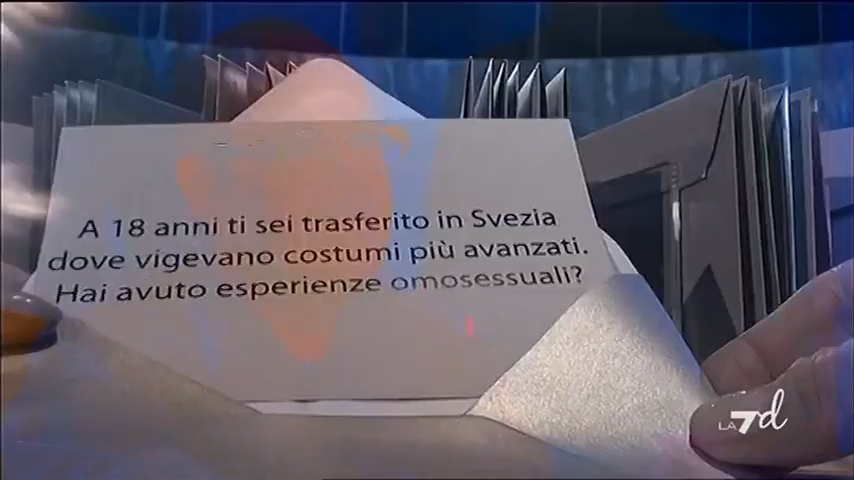 A 18 anni ti sei trasferito in Svezia
dove vigevano costumi più avanzati.
Hai avuto esperienze omosessuali?
LA7d